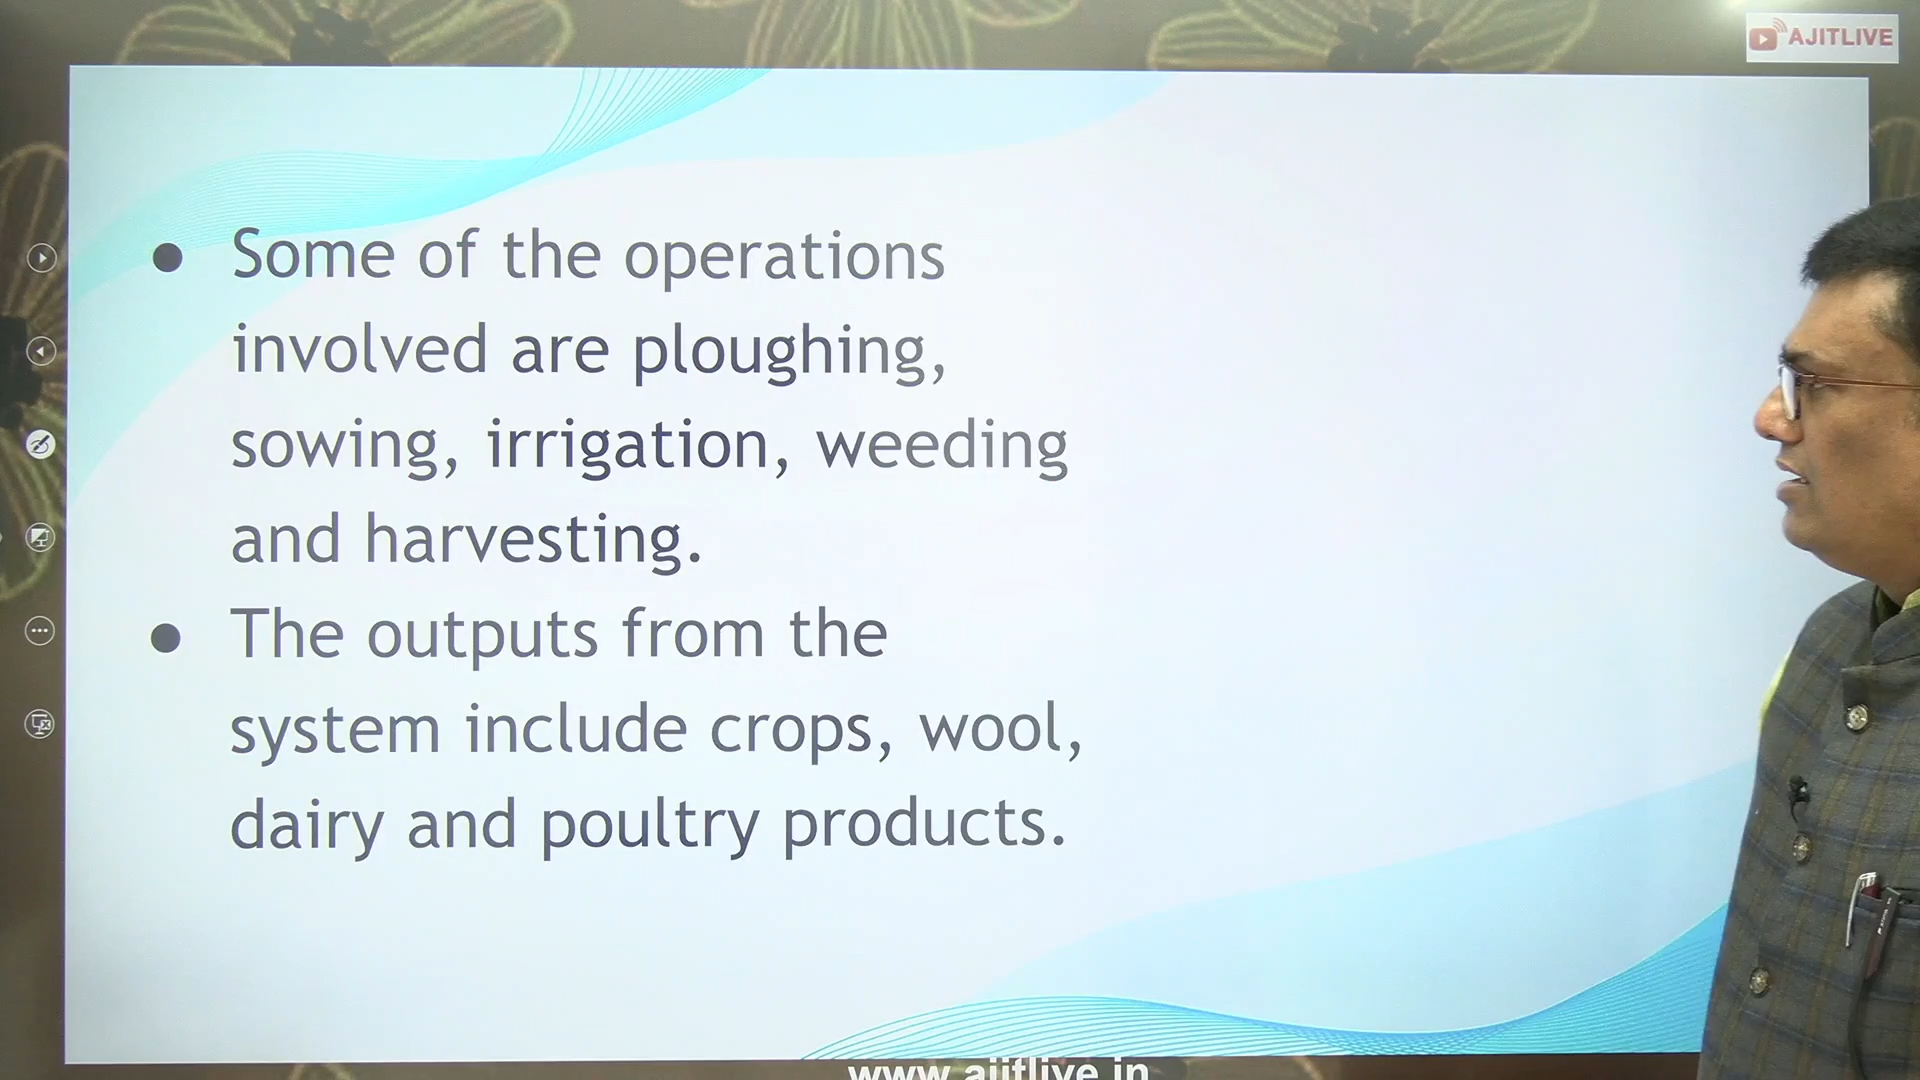 AJITLIVE
● Some of the operations
involved are ploughing,
sowing, irrigation, weeding
and harvesting.
● The outputs from the
system include crops, wool,
dairy and poultry products.
www.ajitlive.in